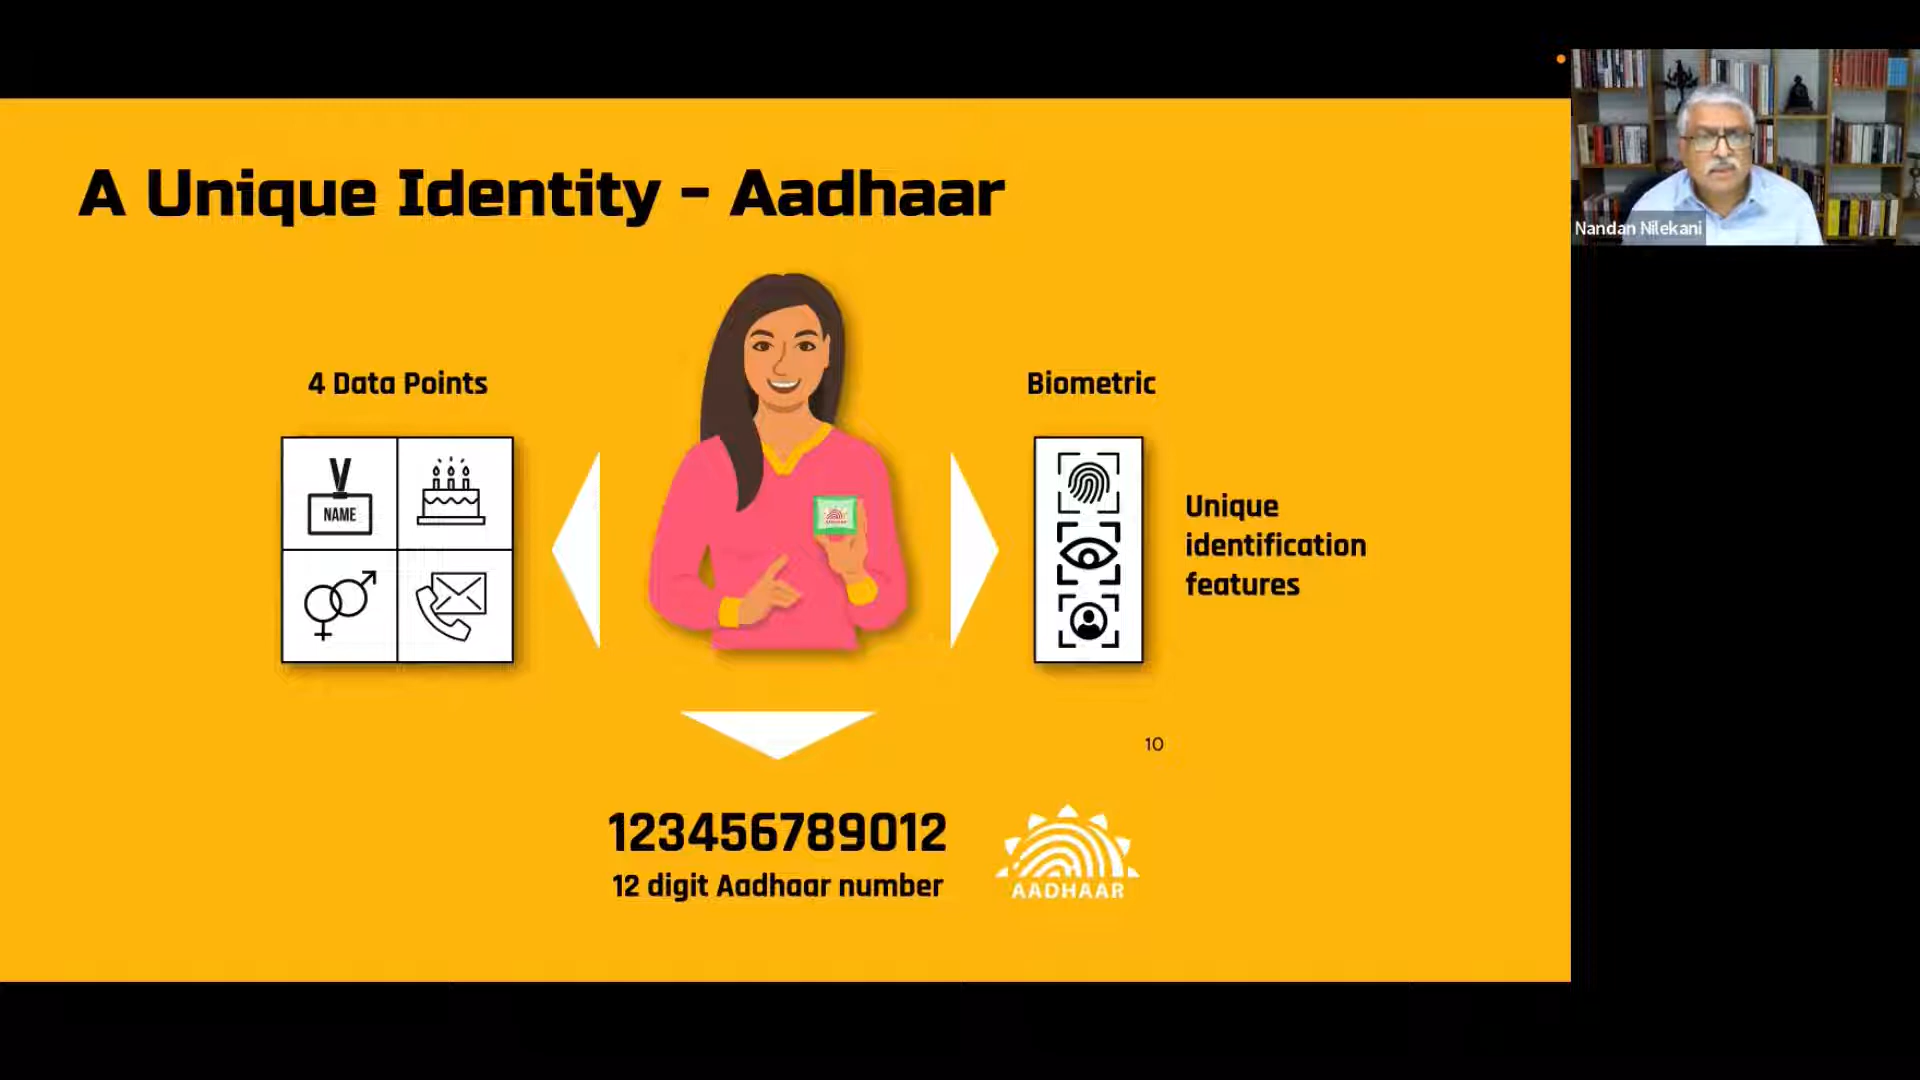 A Unique Identity - Aadhaar
Nandan Nilekani
4 Data Points
Biometric
NAME
Unique
identification
features
10
123456789012
12 digit Aadhaar number
AADHAAR